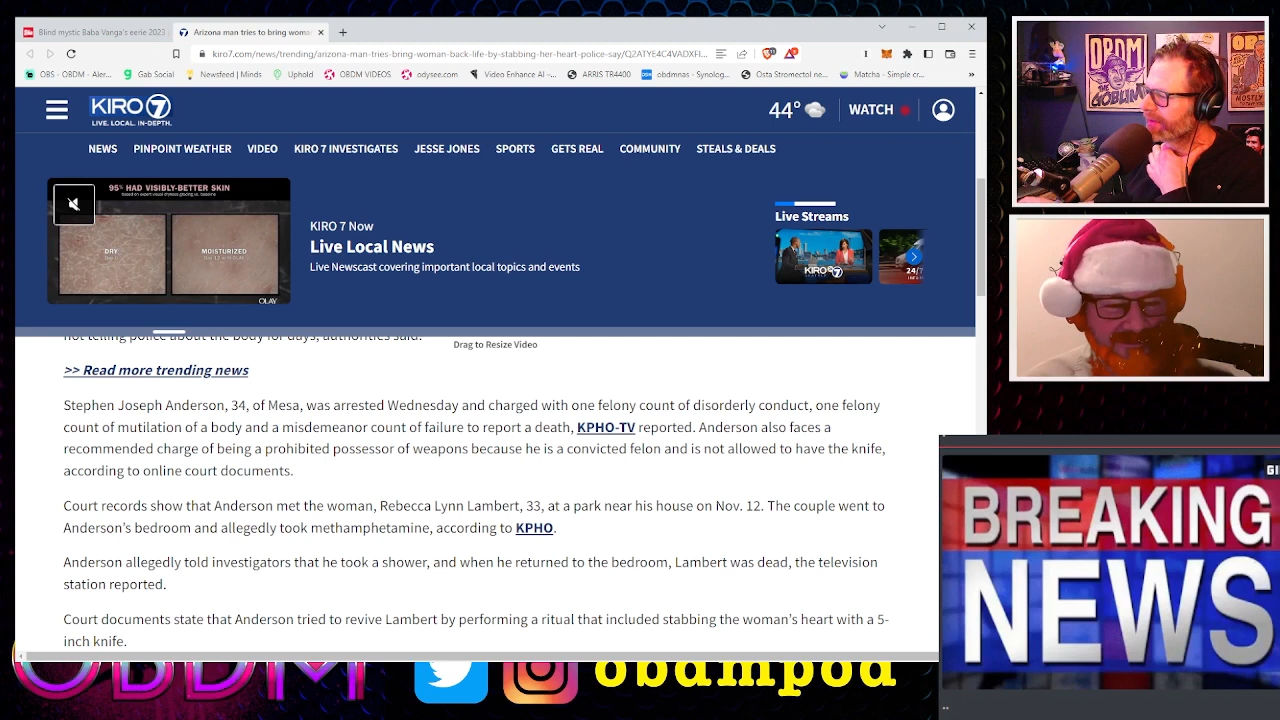 Blind mystic Baba Vanga's eerie 2023
Arizona man tries to bring woma
kiro7.com/news/trending/arizona-man-tries-bring-woman-back-life-by-stabbing-her-heart-police-say/Q2ATYE4C4VADXFI...
OBS - OBDM - Aler...
Gab Social
Newsfeed | Minds
Uphold
OBDM VIDEOS
odysee.com
Video Enhance AI -...
ARRIS TR4400
obdmnas - Synolog...
Osta Stromectol ne...
Matcha - Simple cr...
KIRO 7
LIVE. LOCAL. IN-DEPTH.
44°
WATCH
NEWS
PINPOINT WEATHER
VIDEO
KIRO 7 INVESTIGATES
JESSE JONES
SPORTS
GETS REAL
COMMUNITY
STEALS & DEALS
95% HAD VISIBLY-BETTER SKIN
DRY
MOISTURIZED
OLAY
KIRO 7 Now
Live Local News
Live Newscast covering important local topics and events
Live Streams
KIRO 7
24/7
not telling police about the body for days, authorities said.
Drag to Resize Video
>> Read more trending news
Stephen Joseph Anderson, 34, of Mesa, was arrested Wednesday and charged with one felony count of disorderly conduct, one felony
count of mutilation of a body and a misdemeanor count of failure to report a death, KPHO-TV reported. Anderson also faces a
recommended charge of being a prohibited possessor of weapons because he is a convicted felon and is not allowed to have the knife,
according to online court documents.
Court records show that Anderson met the woman, Rebecca Lynn Lambert, 33, at a park near his house on Nov. 12. The couple went to
Anderson's bedroom and allegedly took methamphetamine, according to KPHO.
Anderson allegedly told investigators that he took a shower, and when he returned to the bedroom, Lambert was dead, the television
station reported.
Court documents state that Anderson tried to revive Lambert by performing a ritual that included stabbing the woman's heart with a 5-
inch knife.
OBDM
THE GOBLIN
OBDM
MOSTLY
GI
BREAKING
NEWS
OBDM
obdmpod